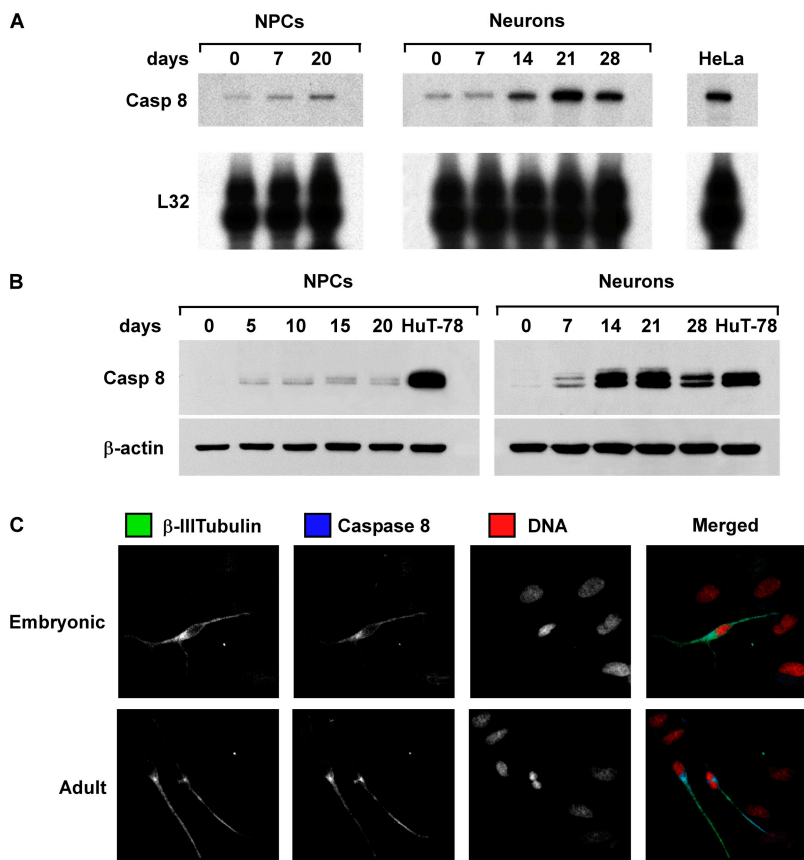 A
NPCs Neurons
days 0 7 20 0 7 14 21 28 HeLa
Casp 8
L32
B
NPCs Neurons
days 0 5 10 15 20 HuT-78 0 7 14 21 28 HuT-78
Casp 8
β-actin
C β-IIITubulin Caspase 8 DNA Merged
Embryonic
Adult